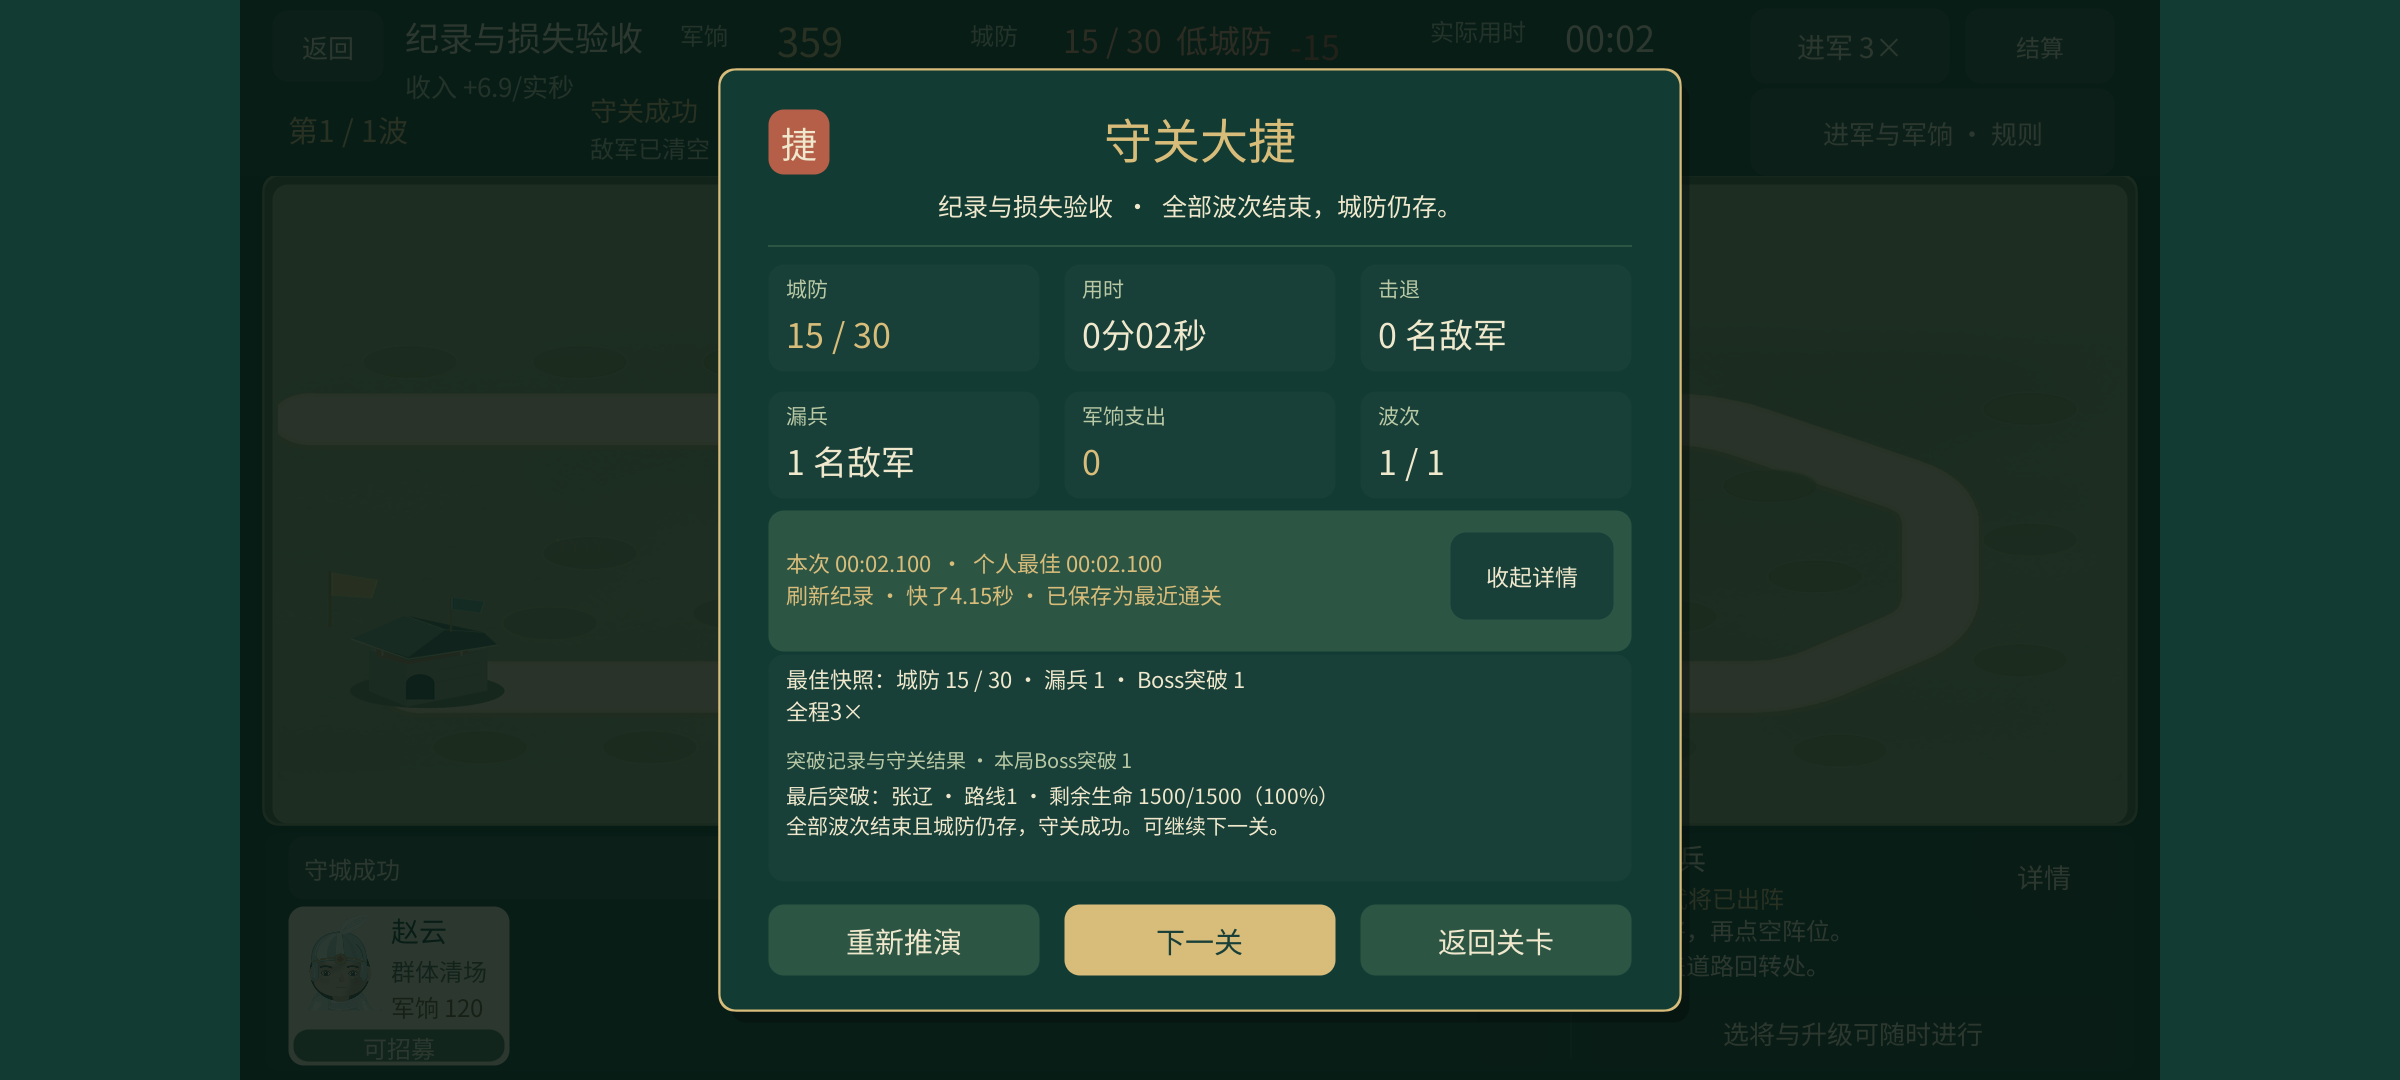 返回
纪录与损失验收
军饷
359
城防
15 / 30 低城防
-15
实际用时
00:02
进军 3×
结算
收入 +6.9/实秒
第1 / 1波
守关成功
敌军已清空
进军与军饷 · 规则
捷
守关大捷
纪录与损失验收 · 全部波次结束，城防仍存。
城防
15 / 30
用时
0分02秒
击退
0 名敌军
漏兵
1 名敌军
军饷支出
0
波次
1 / 1
本次 00:02.100 · 个人最佳 00:02.100
刷新纪录 · 快了4.15秒 · 已保存为最近通关
收起详情
最佳快照：城防 15 / 30 · 漏兵 1 · Boss突破 1
全程3×
突破记录与守关结果 · 本局Boss突破 1
最后突破：张辽 · 路线1 · 剩余生命 1500/1500（100%）
全部波次结束且城防仍存，守关成功。可继续下一关。
重新推演
下一关
返回关卡
守城成功
赵云
群体清场
军饷 120
可招募
兵
详情
将已出阵
，再点空阵位。
道路回转处。
选将与升级可随时进行